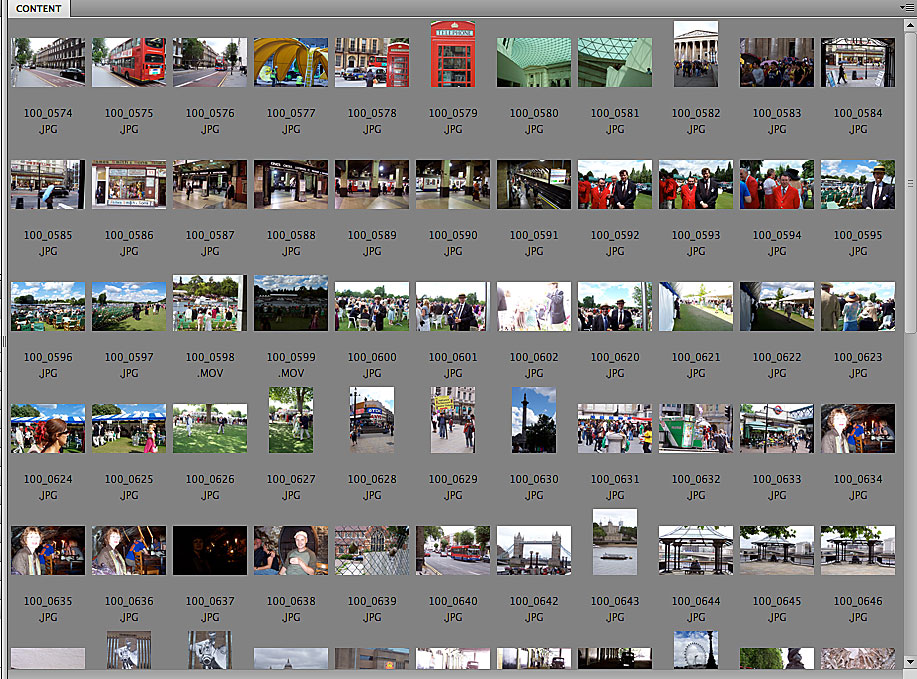 CONTENT
TELEPHONE
100_0574 100_0575 100_0576 100_0577 100_0578 100_0579 100_0580 100_0581 100_0582 100_0583 100_0584
.JPG .JPG .JPG .JPG .JPG .JPG .JPG .JPG .JPG .JPG .JPG
100_0585 100_0586 100_0587 100_0588 100_0589 100_0590 100_0591 100_0592 100_0593 100_0594 100_0595
.JPG .JPG .JPG .JPG .JPG .JPG .JPG .JPG .JPG .JPG .JPG
100_0596 100_0597 100_0598 100_0599 100_0600 100_0601 100_0602 100_0620 100_0621 100_0622 100_0623
.JPG .JPG .MOV .MOV .JPG .JPG .JPG .JPG .JPG .JPG .JPG
TDK
100_0624 100_0625 100_0626 100_0627 100_0628 100_0629 100_0630 100_0631 100_0632 100_0633 100_0634
.JPG .JPG .JPG .JPG .JPG .JPG .JPG .JPG .JPG .JPG .JPG
100_0635 100_0636 100_0637 100_0638 100_0639 100_0640 100_0642 100_0643 100_0644 100_0645 100_0646
.JPG .JPG .JPG .JPG .JPG .JPG .JPG .JPG .JPG .JPG .JPG